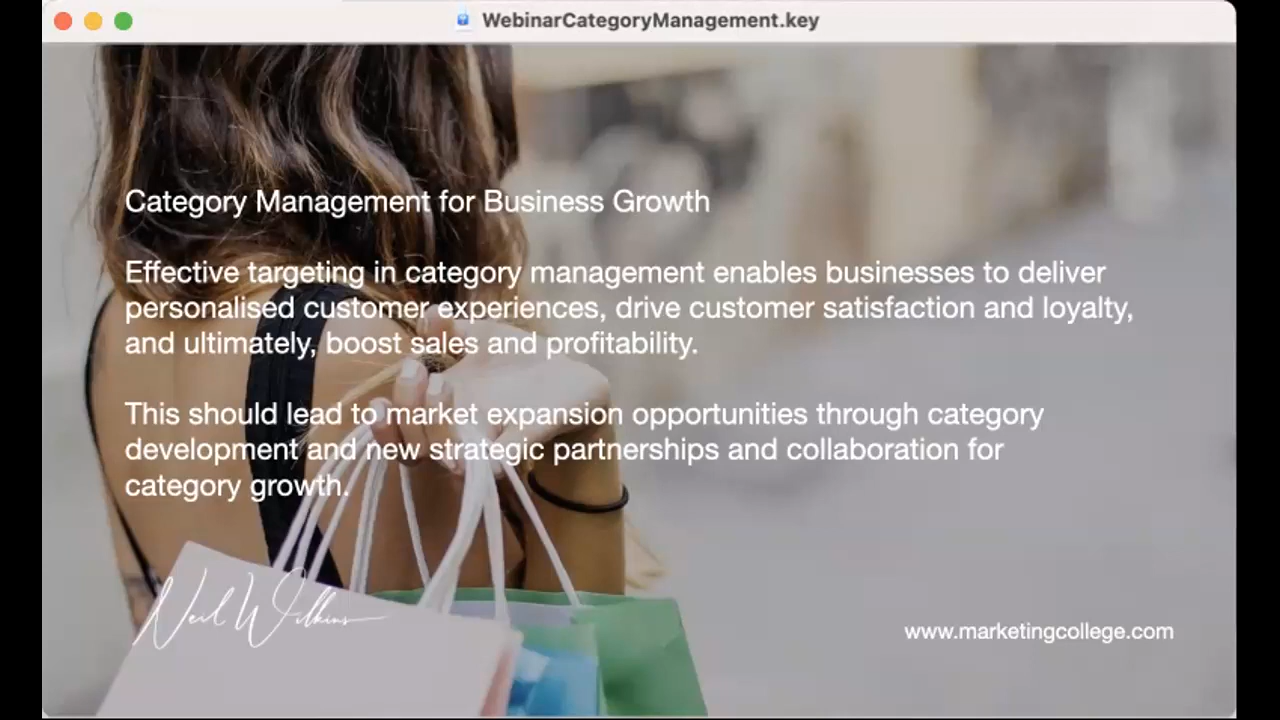 WebinarCategoryManagement.key
Category Management for Business Growth
Effective targeting in category management enables businesses to deliver
personalised customer experiences, drive customer satisfaction and loyalty,
and ultimately, boost sales and profitability.
This should lead to market expansion opportunities through category
development and new strategic partnerships and collaboration for
category growth.
Neil Wilkins
www.marketingcollege.com